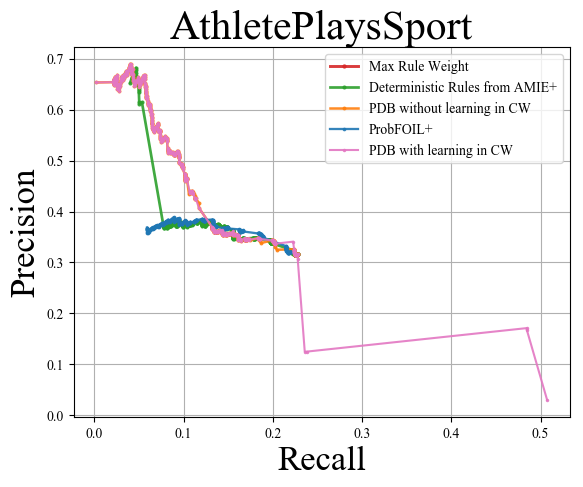 AthletePlaysSport
Max Rule Weight
Deterministic Rules from AMIE+
PDB without learning in CW
ProbFOIL+
PDB with learning in CW
Precision
0.7
0.6
0.5
0.4
0.3
0.2
0.1
0.0
0.0 0.1 0.2 0.3 0.4 0.5
Recall